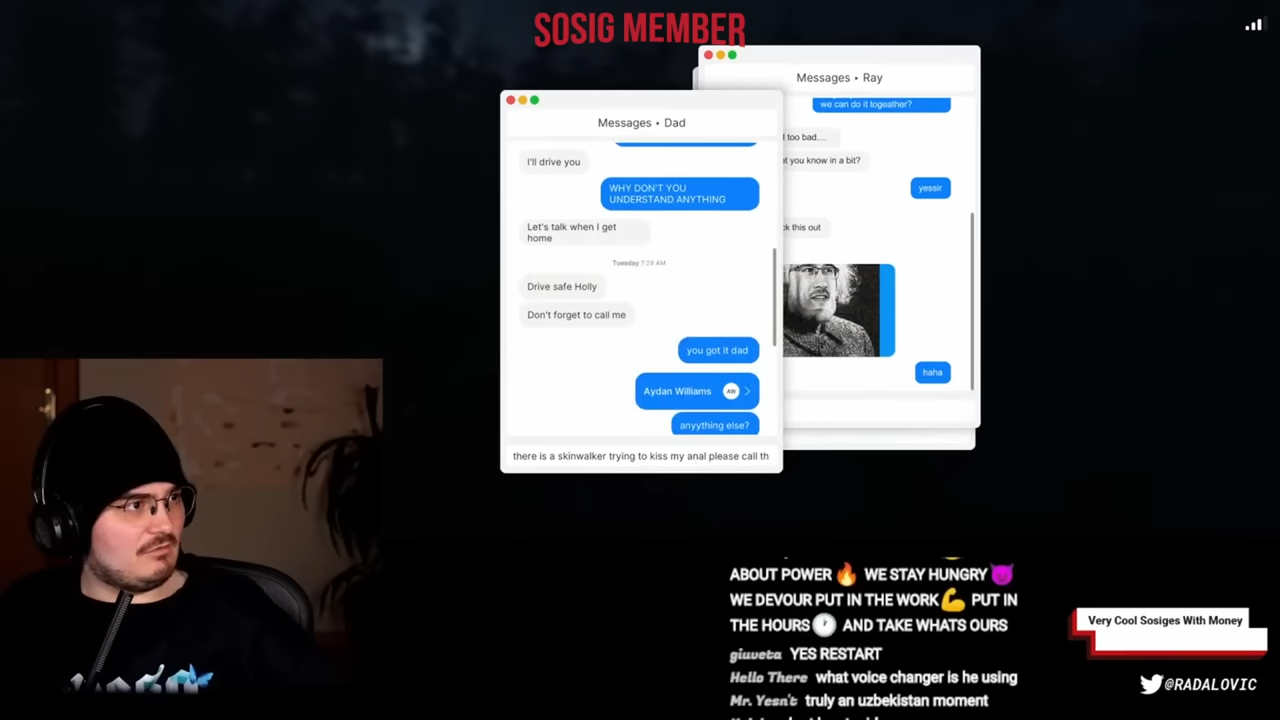 SOSIG MEMBER
Messages • Ray
we can do it togeather?
too bad....
you know in a bit?
yessir
this out
haha
Messages • Dad
I'll drive you
WHY DON'T YOU
UNDERSTAND ANYTHING
Let's talk when I get
home
Tuesday 7:29 AM
Drive safe Holly
Don't forget to call me
you got it dad
Aydan Williams AW
anyything else?
there is a skinwalker trying to kiss my anal please call th
ABOUT POWER🔥 WE STAY HUNGRY😈
WE DEVOUR PUT IN THE WORK💪 PUT IN
THE HOURS🕐 AND TAKE WHATS OURS
giuveta YES RESTART
Hello There what voice changer is he using
Mr. Yesn't truly an uzbekistan moment
Very Cool Sosiges With Money
@RADALOVIC